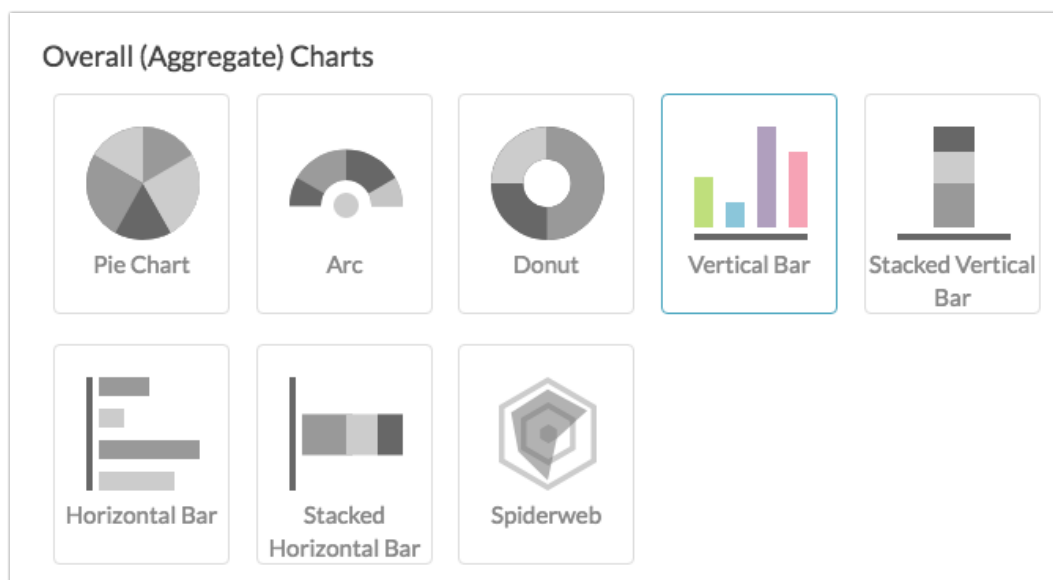 Overall (Aggregate) Charts
Pie Chart
Arc
Donut
Vertical Bar
Stacked Vertical
Bar
Horizontal Bar
Stacked
Horizontal Bar
Spiderweb